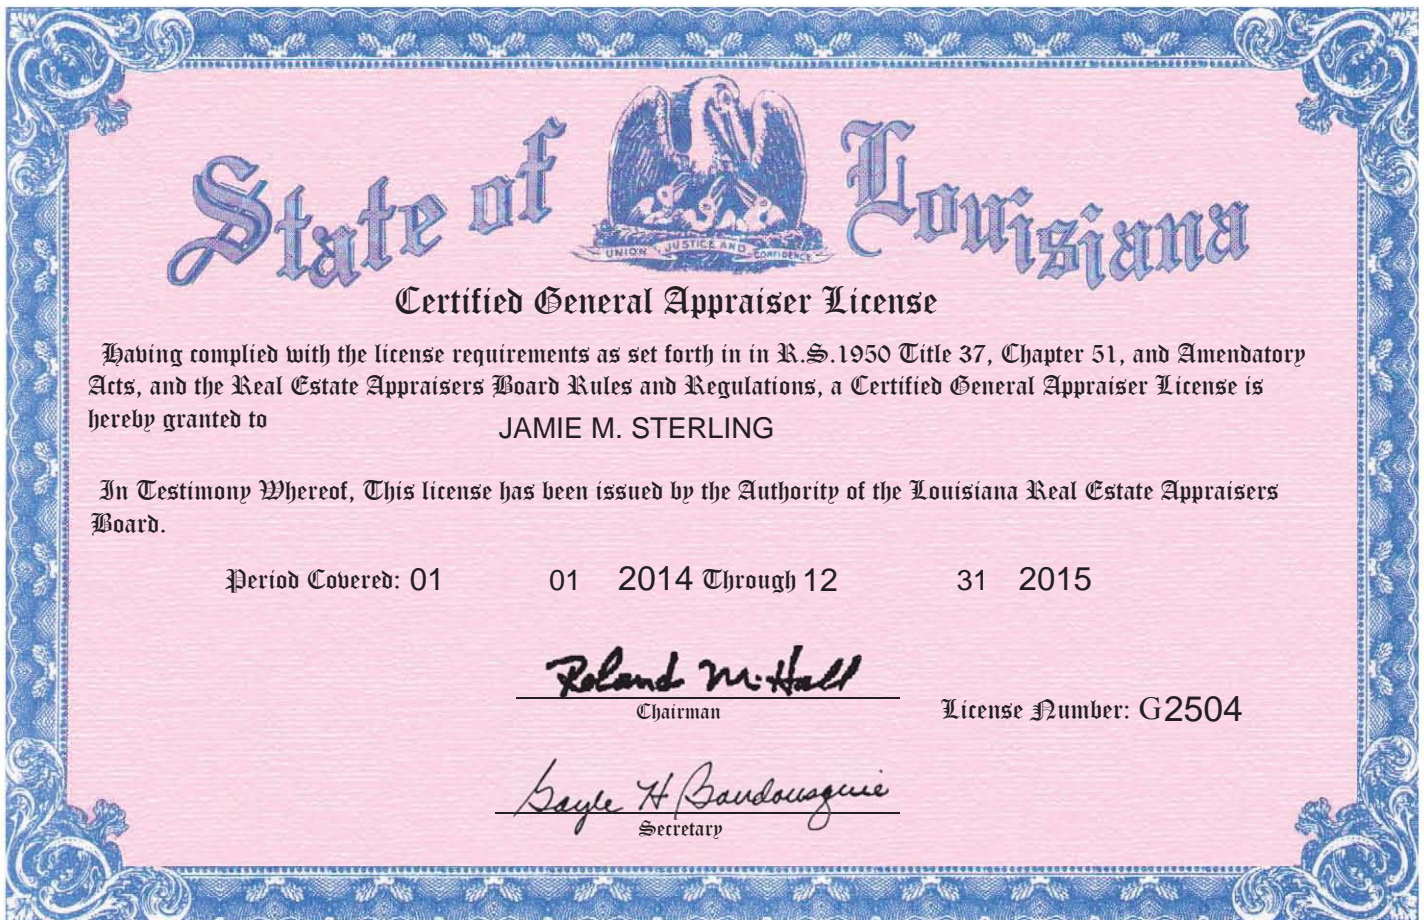 State of Louisiana
UNION, JUSTICE AND CONFIDENCE
Certified General Appraiser License
Having complied with the license requirements as set forth in in R.S.1950 Title 37, Chapter 51, and Amendatory
Acts, and the Real Estate Appraisers Board Rules and Regulations, a Certified General Appraiser License is
hereby granted to JAMIE M. STERLING
In Testimony Whereof, This license has been issued by the Authority of the Louisiana Real Estate Appraisers
Board.
Period Covered: 01 01 2014 Through 12 31 2015
Roland M. Hall
Chairman
License Number: G2504
Gayle H Boudousquie
Secretary